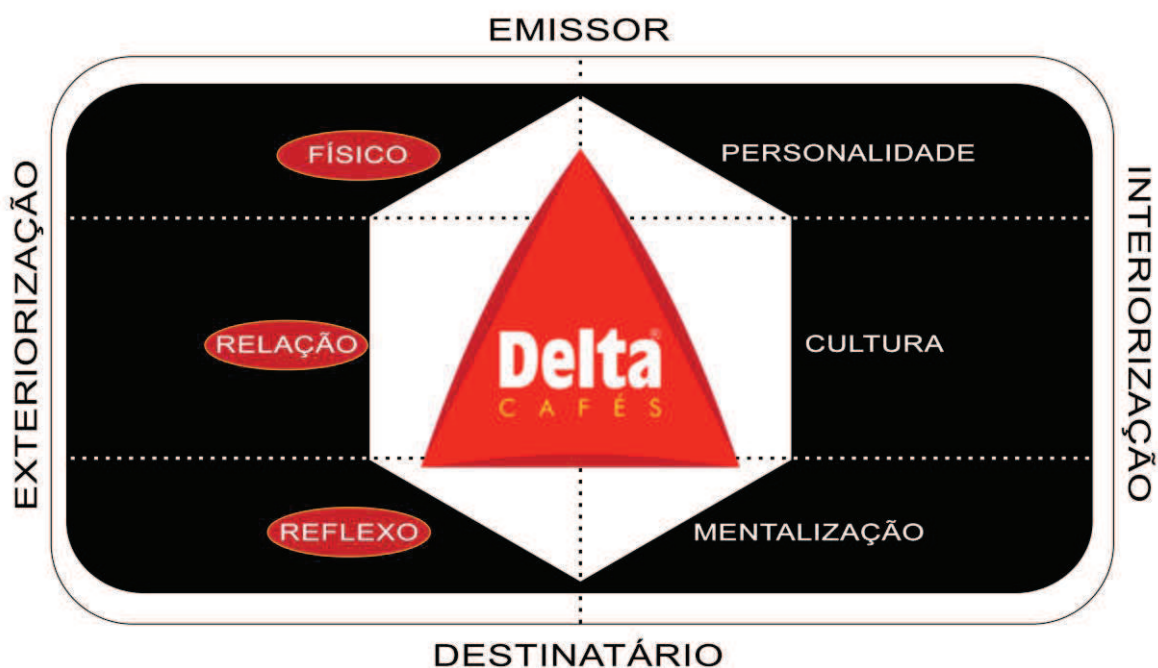 EMISSOR
FÍSICO
PERSONALIDADE
EXTERIORIZAÇÃO
INTERIORIZAÇÃO
RELAÇÃO
Delta®
CAFÉS
CULTURA
REFLEXO
MENTALIZAÇÃO
DESTINATÁRIO